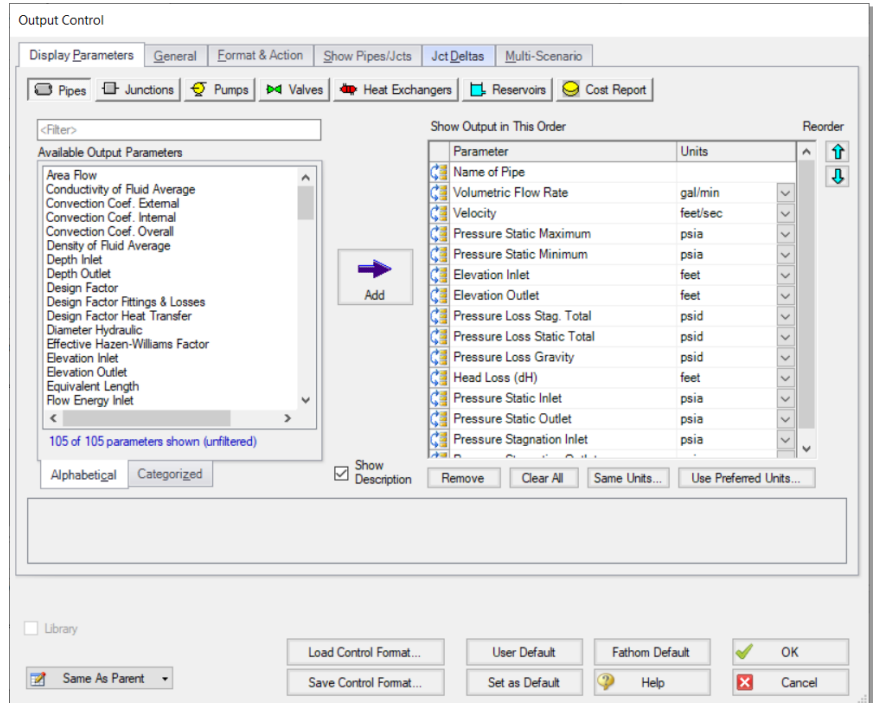 Output Control
Display Parameters General Format & Action Show Pipes/Jcts Jct Deltas Multi-Scenario
Pipes Junctions Pumps Valves Heat Exchangers Reservoirs Cost Report
<Filter>
Available Output Parameters
Area Flow
Conductivity of Fluid Average
Convection Coef. External
Convection Coef. Internal
Convection Coef. Overall
Density of Fluid Average
Depth Inlet
Depth Outlet
Design Factor
Design Factor Fittings & Losses
Design Factor Heat Transfer
Diameter Hydraulic
Effective Hazen-Williams Factor
Elevation Inlet
Elevation Outlet
Equivalent Length
Flow Energy Inlet
105 of 105 parameters shown (unfiltered)
Alphabetical Categorized
Add
Show
Description
Show Output in This Order Reorder
Parameter Units
Name of Pipe
Volumetric Flow Rate gal/min
Velocity feet/sec
Pressure Static Maximum psia
Pressure Static Minimum psia
Elevation Inlet feet
Elevation Outlet feet
Pressure Loss Stag. Total psid
Pressure Loss Static Total psid
Pressure Loss Gravity psid
Head Loss (dH) feet
Pressure Static Inlet psia
Pressure Static Outlet psia
Pressure Stagnation Inlet psia
Remove Clear All Same Units... Use Preferred Units...
Library
Load Control Format... User Default Fathom Default OK
Same As Parent Save Control Format... Set as Default Help Cancel